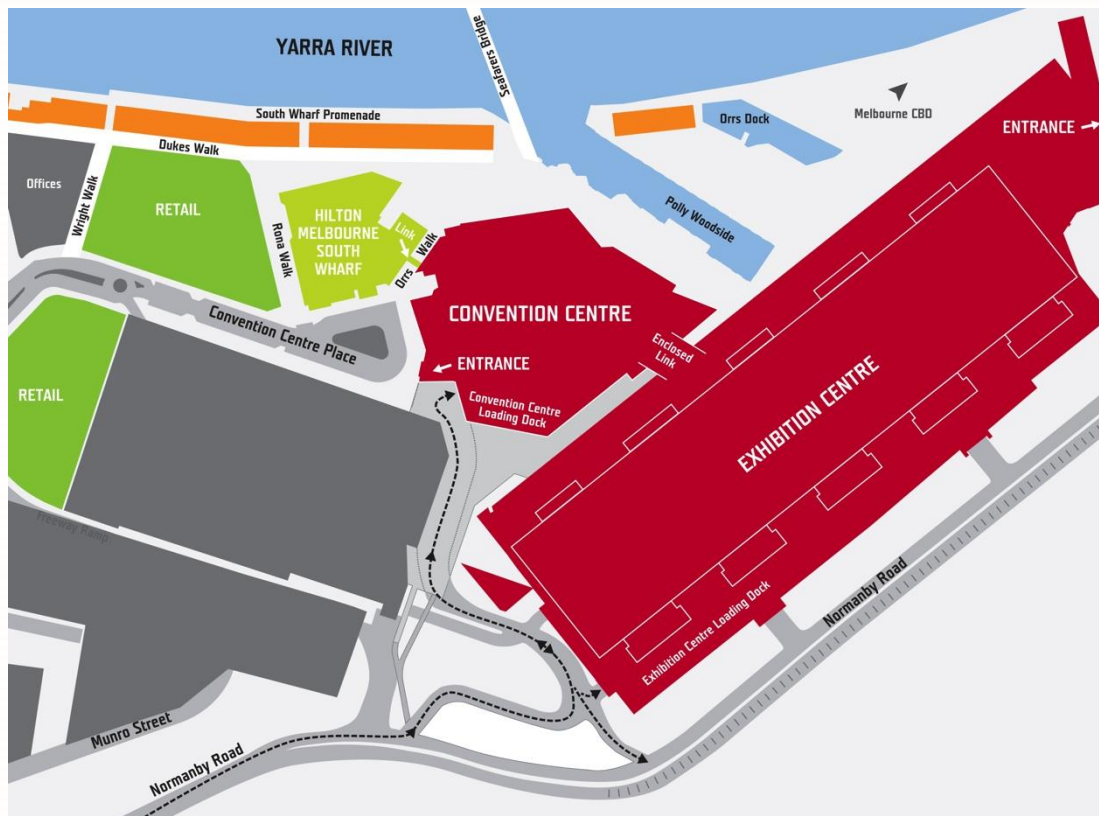 YARRA RIVER
Seafarers Bridge
South Wharf Promenade
Dukes Walk
Orrs Dock
Melbourne CBD
ENTRANCE
Offices
Wright Walk
RETAIL
Rona Walk
HILTON
MELBOURNE
SOUTH
WHARF
Link
Orrs
Walk
Polly Woodside
CONVENTION CENTRE
Convention Centre Place
ENTRANCE
Enclosed
Link
Convention Centre
Loading Dock
RETAIL
EXHIBITION CENTRE
Freeway Ramp
Exhibition Centre Loading Dock
Normanby Road
Munro Street
Normanby Road